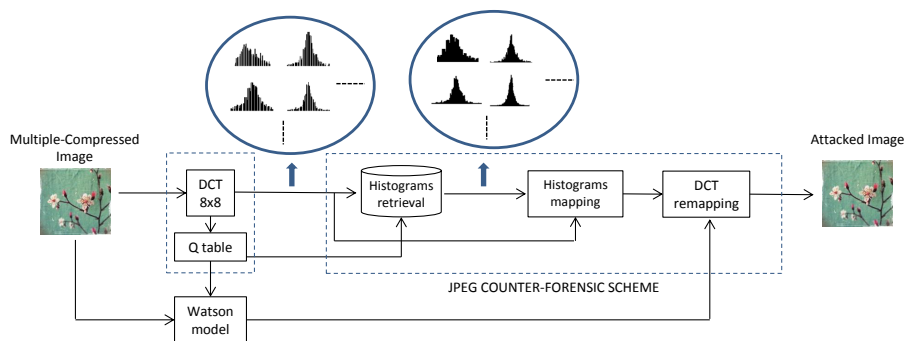 Multiple-Compressed
Image
DCT
8x8
Q table
Watson
model
Histograms
retrieval
Histograms
mapping
DCT
remapping
Attacked Image
JPEG COUNTER-FORENSIC SCHEME